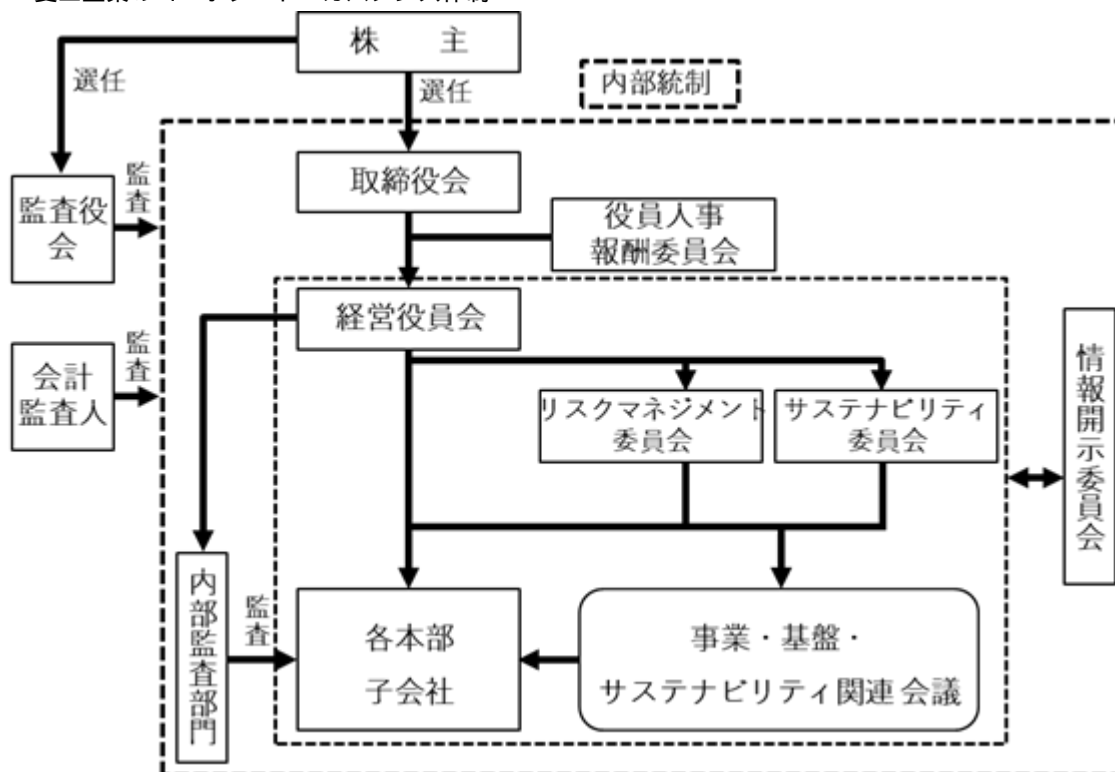 株 主
選任
選任
内部統制
取締役会
監査役
会
監査
役員人事
報酬委員会
経営役員会
会計
監査人
監査
リスクマネジメント
委員会
サステナビリティ
委員会
情報開示委員会
内部監査部門
監査
各本部
子会社
事業・基盤・
サステナビリティ関連会議